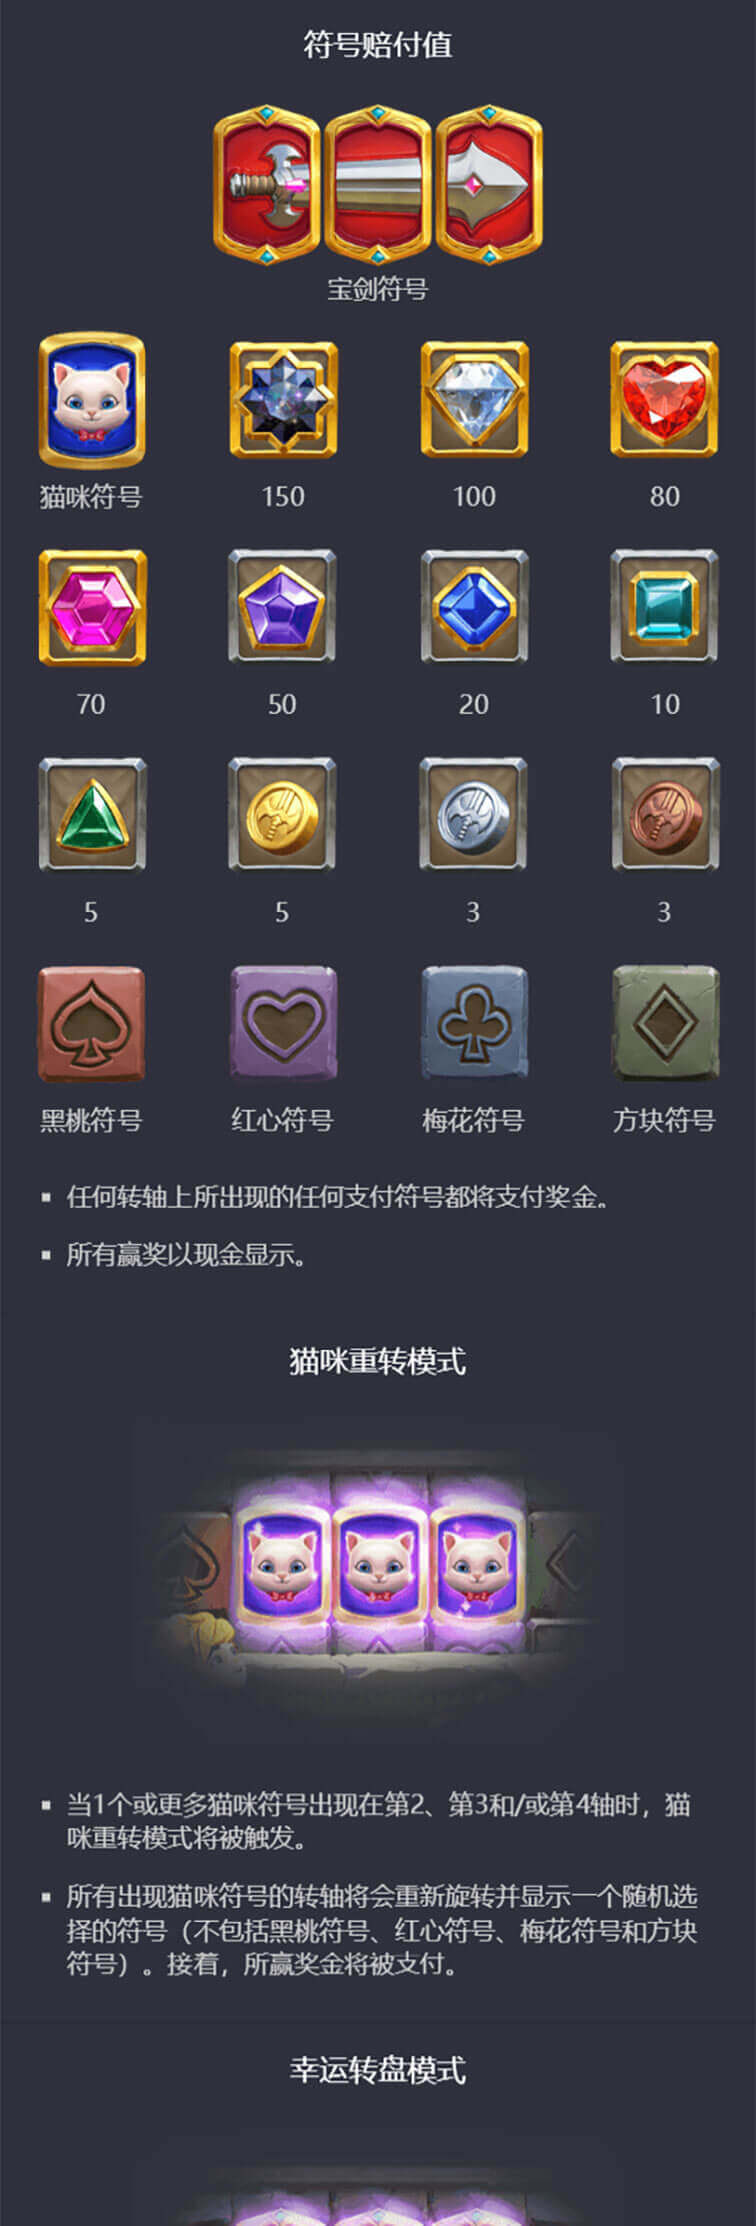 符号赔付值
宝剑符号
猫咪符号 150 100 80
70 50 20 10
5 5 3 3
黑桃符号 红心符号 梅花符号 方块符号
▪ 任何转轴上所出现的任何支付符号都将支付奖金。
▪ 所有赢奖以现金显示。
猫咪重转模式
▪ 当1个或更多猫咪符号出现在第2、第3和/或第4轴时，猫
咪重转模式将被触发。
▪ 所有出现猫咪符号的转轴将会重新旋转并显示一个随机选
择的符号（不包括黑桃符号、红心符号、梅花符号和方块
符号）。接着，所赢奖金将被支付。
幸运转盘模式